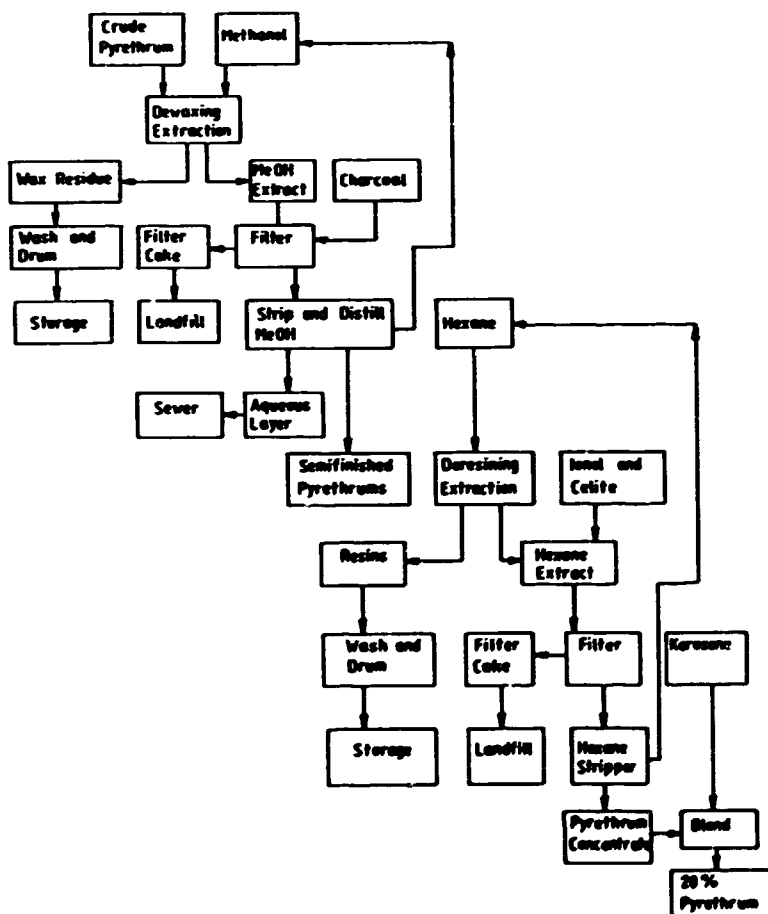 Crude
Pyrethrum
Methanol
Dewaxing
Extraction
Wax Residue
MeOH
Extract
Charcoal
Wash and
Drum
Filter
Cake
Filter
Storage
Landfill
Strip and Distill
MeOH
Hexane
Sewer
Aqueous
Layer
Semifinished
Pyrethrums
Deresining
Extraction
Ional and
Celite
Resins
Hexane
Extract
Wash and
Drum
Filter
Cake
Filter
Kerosene
Storage
Landfill
Hexane
Stripper
Pyrethrum
Concentrate
Blend
20%
Pyrethrum